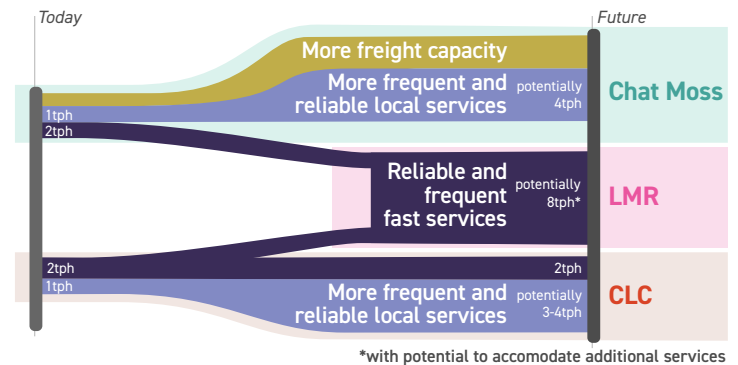 Today
Future
More freight capacity
More frequent and
reliable local services
potentially
4tph
Chat Moss
1tph
2tph
Reliable and
frequent
fast services
potentially
8tph*
LMR
2tph
2tph
1tph
More frequent and
reliable local services
potentially
3-4tph
CLC
*with potential to accomodate additional services